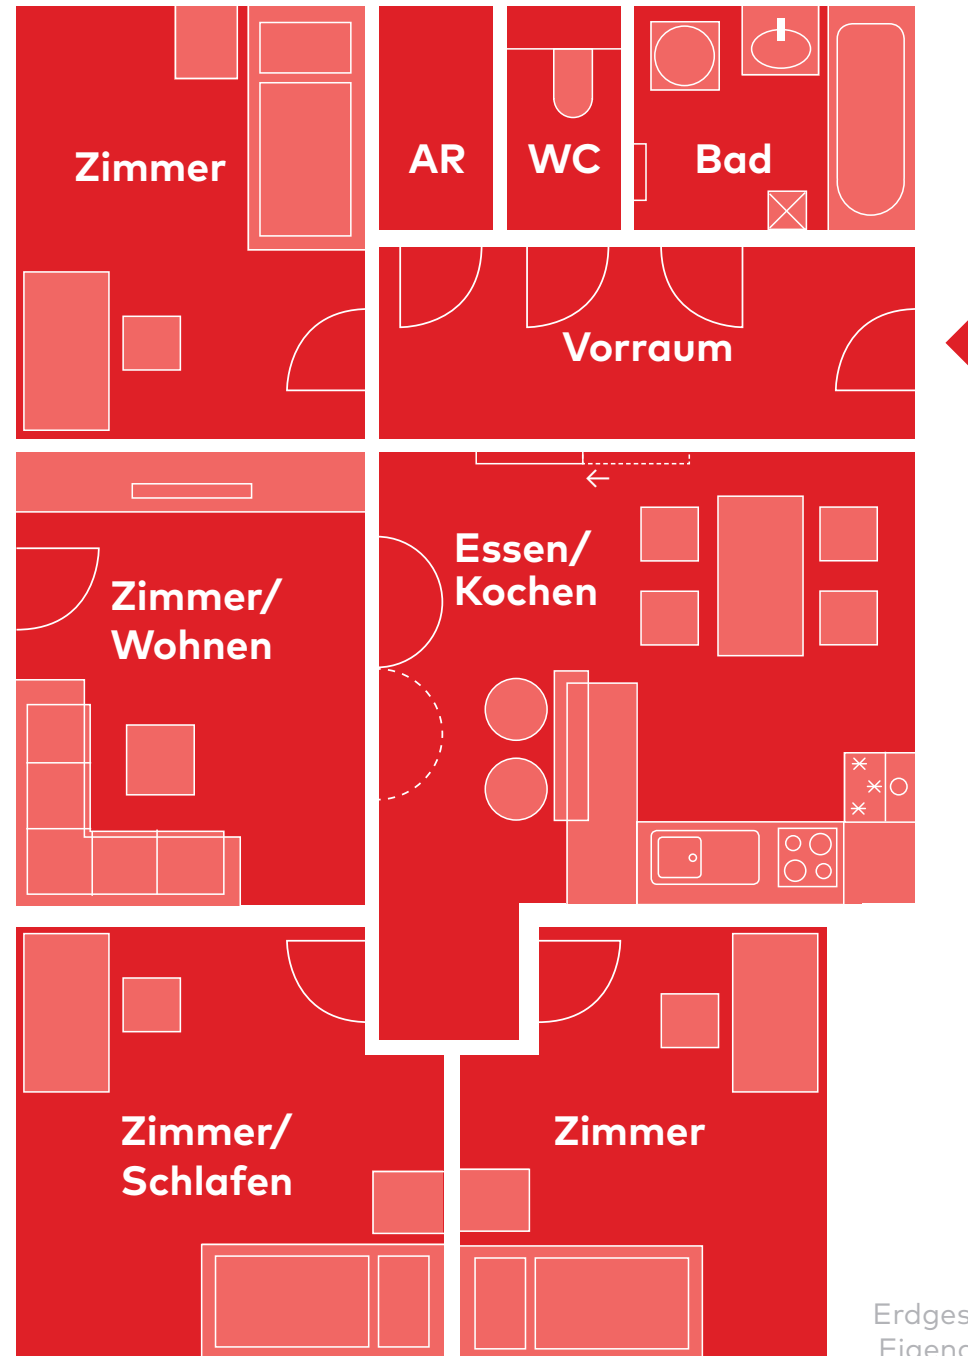 Zimmer
AR
WC
Bad
Vorraum
Zimmer/
Wohnen
Essen/
Kochen
Zimmer/
Schlafen
Zimmer